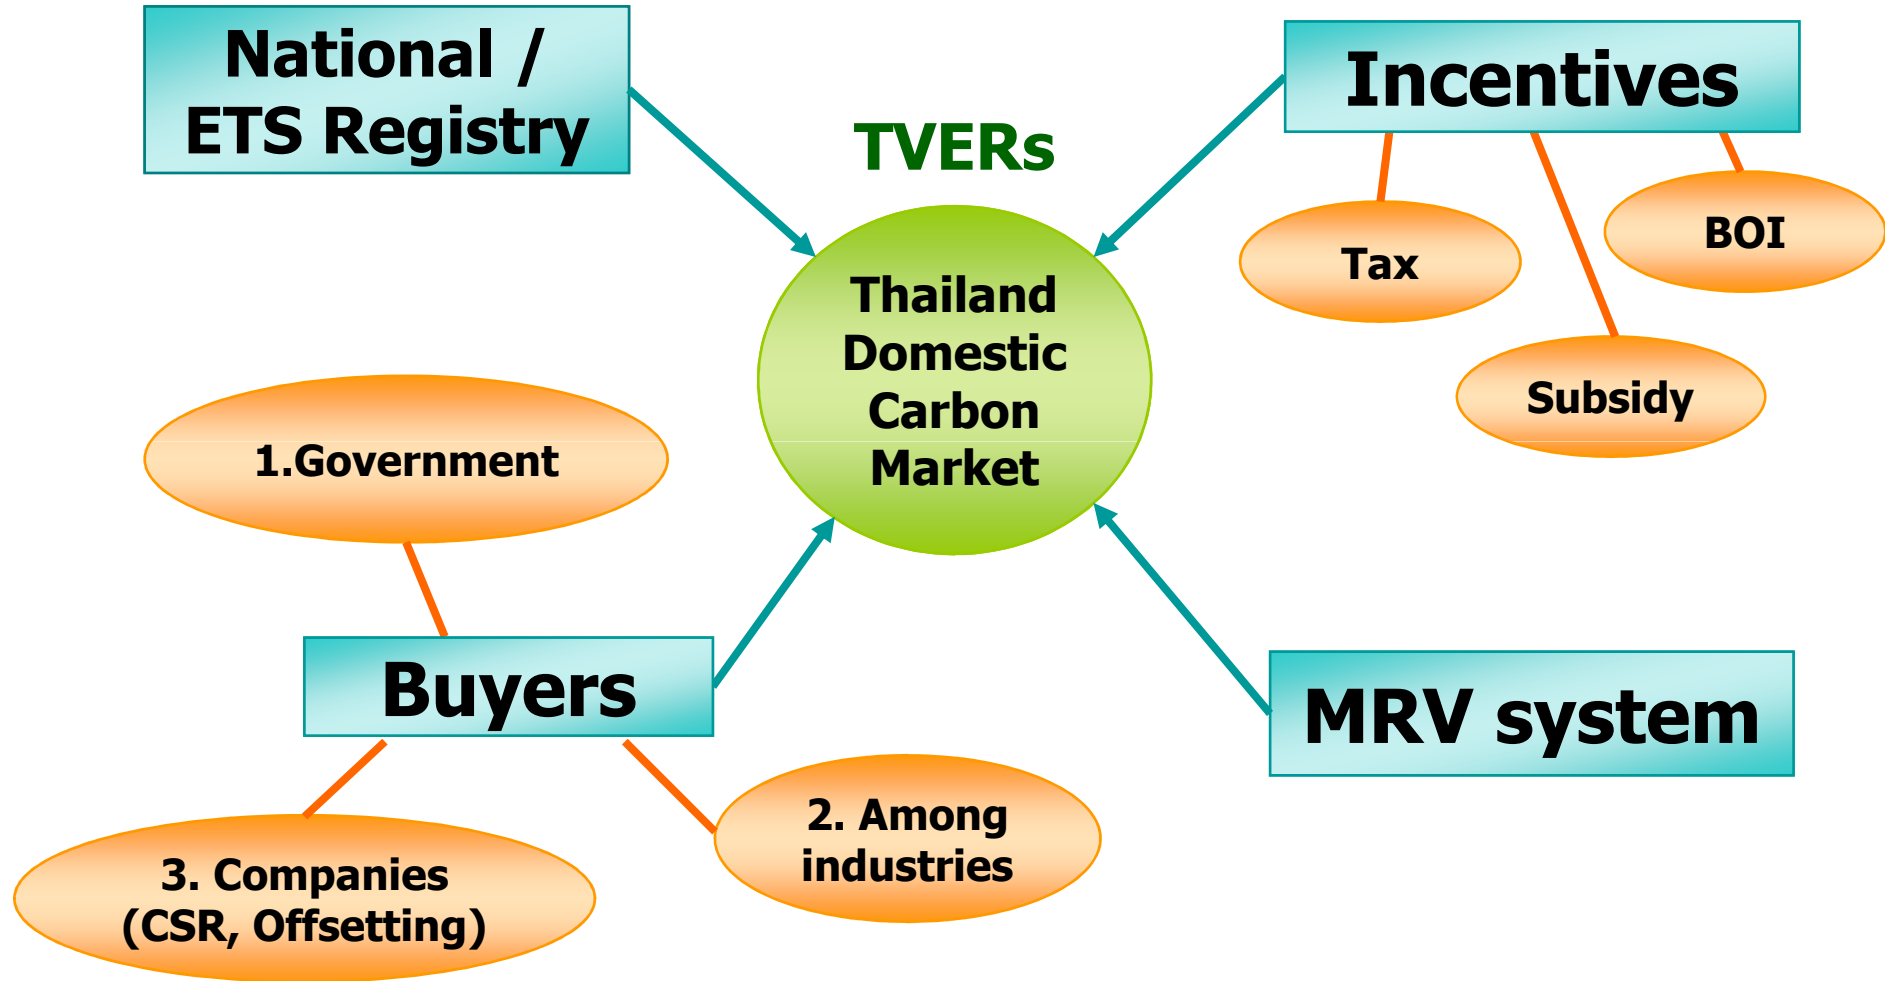 National /
ETS Registry
TVERs
Incentives
Tax
BOI
Subsidy
Thailand
Domestic
Carbon
Market
1.Government
Buyers
MRV system
2. Among
industries
3. Companies
(CSR, Offsetting)